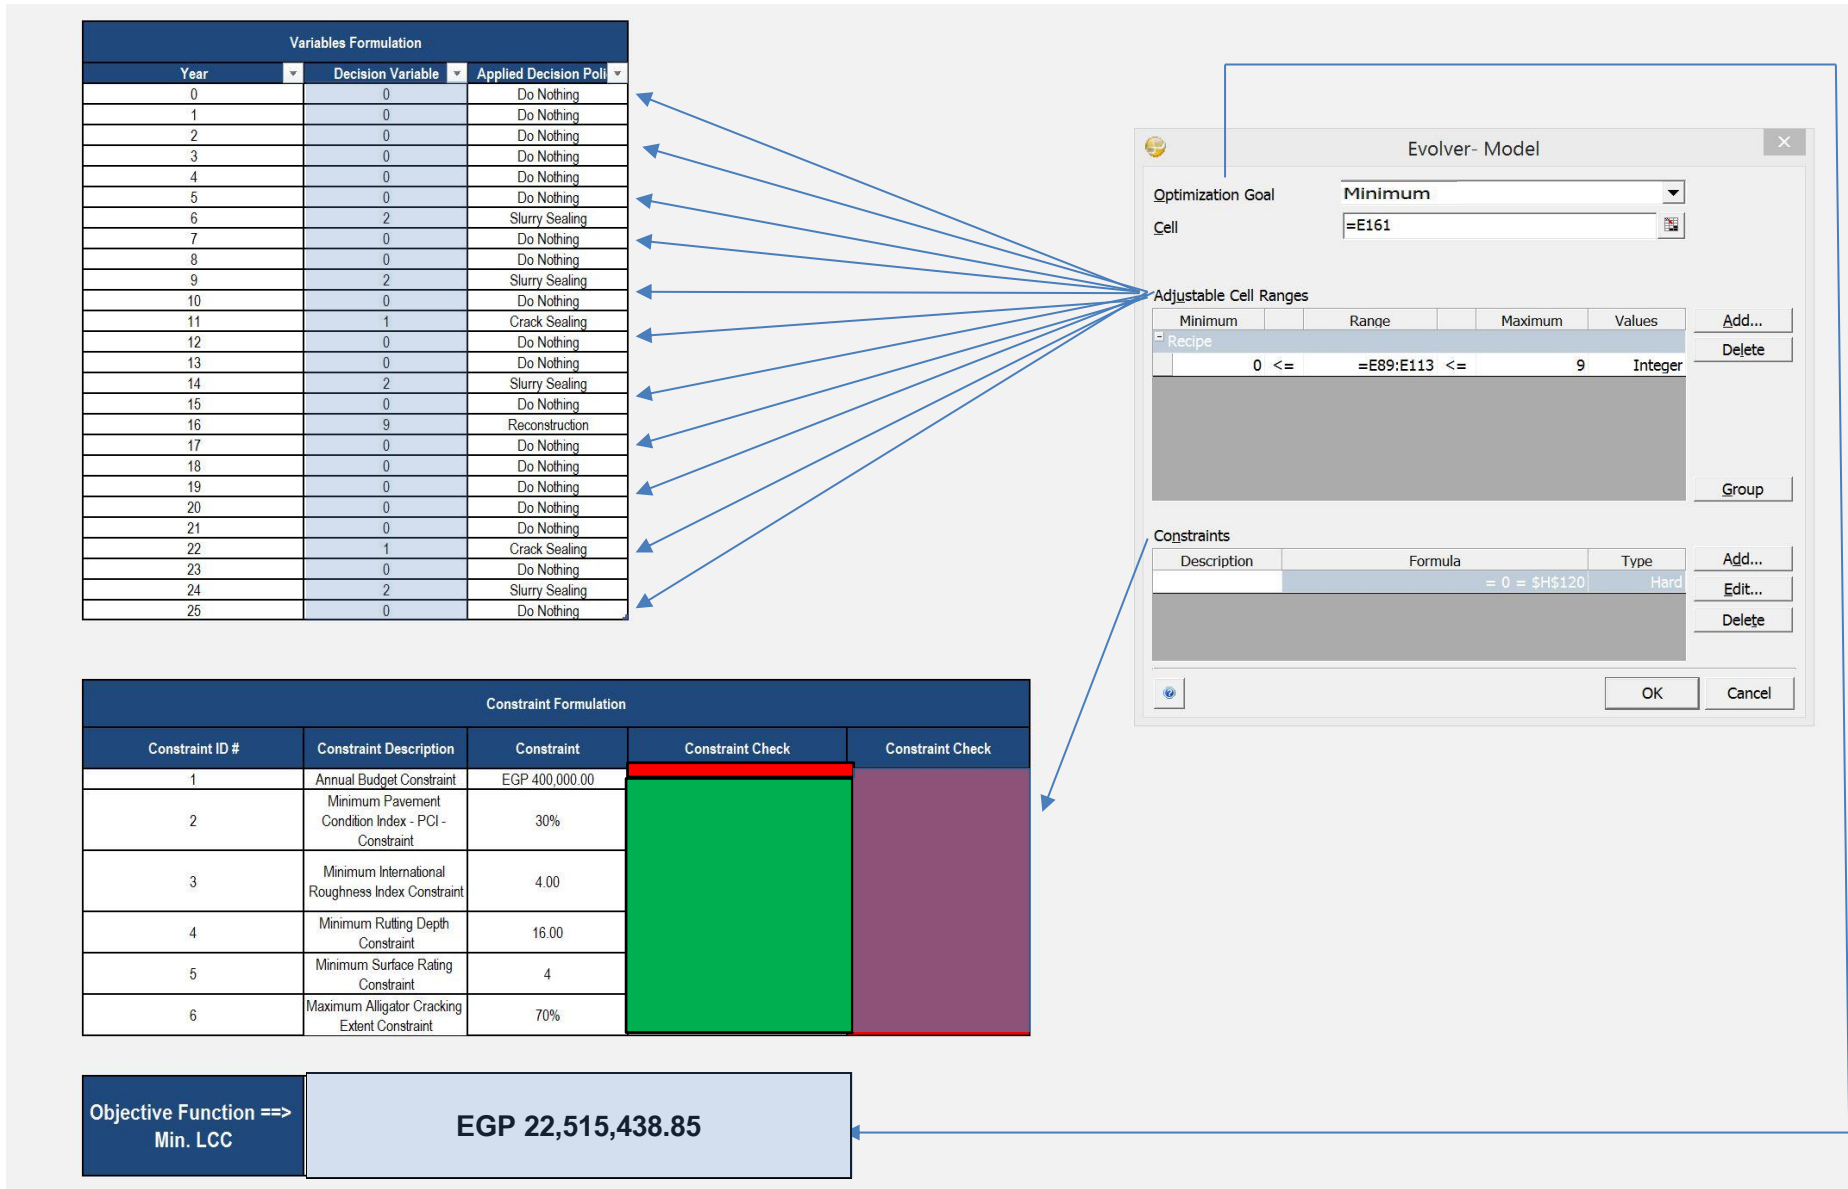 Variables Formulation
Year Decision Variable Applied Decision Poli
0 0 Do Nothing
1 0 Do Nothing
2 0 Do Nothing
3 0 Do Nothing
4 0 Do Nothing
5 0 Do Nothing
6 2 Slurry Sealing
7 0 Do Nothing
8 0 Do Nothing
9 2 Slurry Sealing
10 0 Do Nothing
11 1 Crack Sealing
12 0 Do Nothing
13 0 Do Nothing
14 2 Slurry Sealing
15 0 Do Nothing
16 9 Reconstruction
17 0 Do Nothing
18 0 Do Nothing
19 0 Do Nothing
20 0 Do Nothing
21 0 Do Nothing
22 1 Crack Sealing
23 0 Do Nothing
24 2 Slurry Sealing
25 0 Do Nothing
Evolver- Model
Optimization Goal Minimum
Cell =E161
Adjustable Cell Ranges
Minimum Range Maximum Values
Recipe
0 <= =E89:E113 <= 9 Integer
Add...
Delete
Group
Constraints
Description Formula Type
= 0 = $H$120 Hard
Add...
Edit...
Delete
OK Cancel
Constraint Formulation
Constraint ID # Constraint Description Constraint Constraint Check Constraint Check
1 Annual Budget Constraint EGP 400,000.00
2 Minimum Pavement
Condition Index - PCI -
Constraint 30%
3 Minimum International
Roughness Index Constraint 4.00
4 Minimum Rutting Depth
Constraint 16.00
5 Minimum Surface Rating
Constraint 4
6 Maximum Alligator Cracking
Extent Constraint 70%
Objective Function ==>
Min. LCC
EGP 22,515,438.85